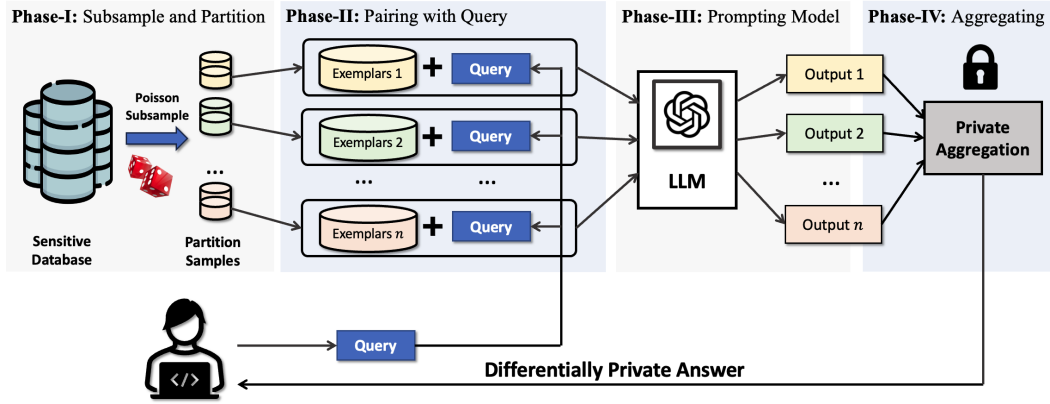 Phase-I: Subsample and Partition
Phase-II: Pairing with Query
Phase-III: Prompting Model
Phase-IV: Aggregating
Poisson
Subsample
...
Sensitive
Database
Partition
Samples
Exemplars 1
+
Query
Exemplars 2
+
Query
...
...
Exemplars n
+
Query
LLM
Output 1
Output 2
...
Output n
Private
Aggregation
Query
</>
Differentially Private Answer